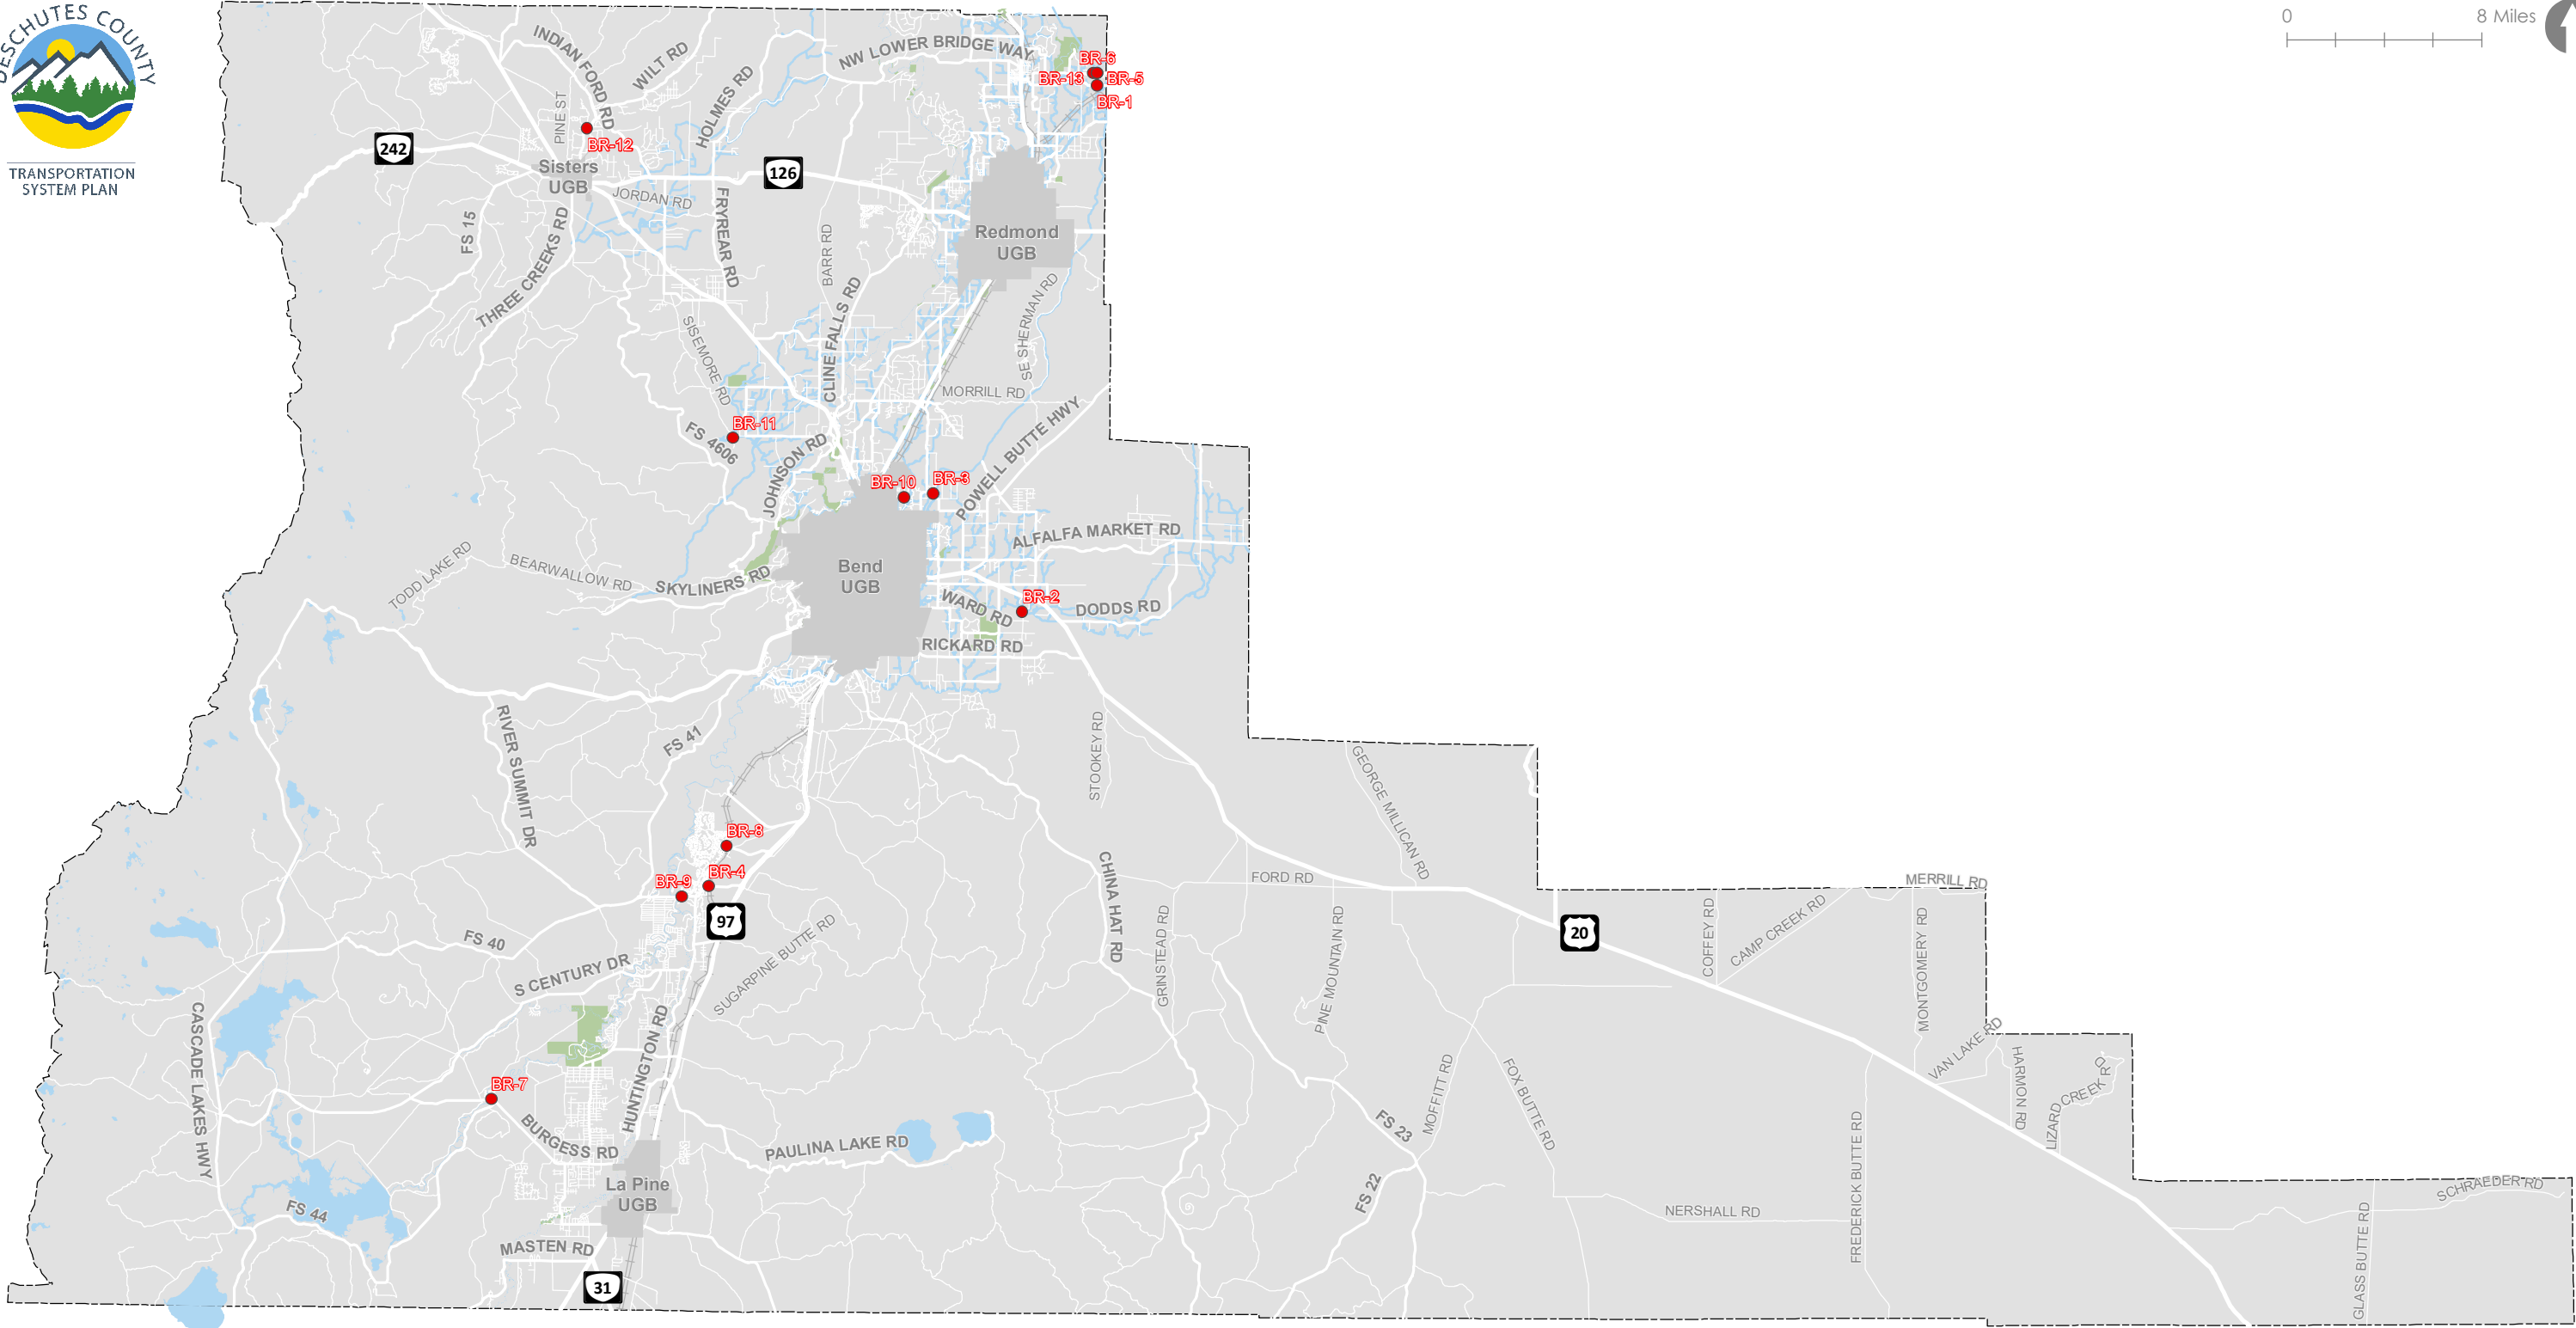 DESCHUTES COUNTY
TRANSPORTATION
SYSTEM PLAN
0
8 Miles
INDIAN FORD RD
WILT RD
HOLMES RD
NW LOWER BRIDGE WAY
BR-6
BR-13
BR-5
BR-1
PINE ST
BR-12
242
Sisters
UGB
126
JORDAN RD
FRYREAR RD
FS 15
THREE CREEKS RD
BARR RD
Redmond
UGB
CLINE FALLS RD
SE SHERMAN RD
SISEMORE RD
MORRILL RD
BR-11
FS 4606
JOHNSON RD
POWELL BUTTE HWY
BR-10
BR-3
ALFALFA MARKET RD
TODD LAKE RD
BEARWALLOW RD
SKYLINERS RD
Bend
UGB
WARD RD
BR-2
DODDS RD
RICKARD RD
RIVER SUMMIT DR
FS 41
STOOKEY RD
GEORGE MILLICAN RD
BR-8
BR-4
BR-9
97
CHINA HAT RD
FORD RD
MERRILL RD
20
FS 40
S CENTURY DR
SUGARPINE BUTTE RD
GRINSTEAD RD
PINE MOUNTAIN RD
COFFEY RD
CAMP CREEK RD
MONTGOMERY RD
CASCADE LAKES HWY
HUNTINGTON RD
VAN LAKE RD
HARMON RD
LIZARD CREEK RD
BR-7
BURGESS RD
PAULINA LAKE RD
FS 23
MOFFITT RD
FOX BUTTE RD
FREDERICK BUTTE RD
La Pine
UGB
FS 44
FS 22
NERSHALL RD
SCHRAEDER RD
GLASS BUTTE RD
MASTEN RD
31